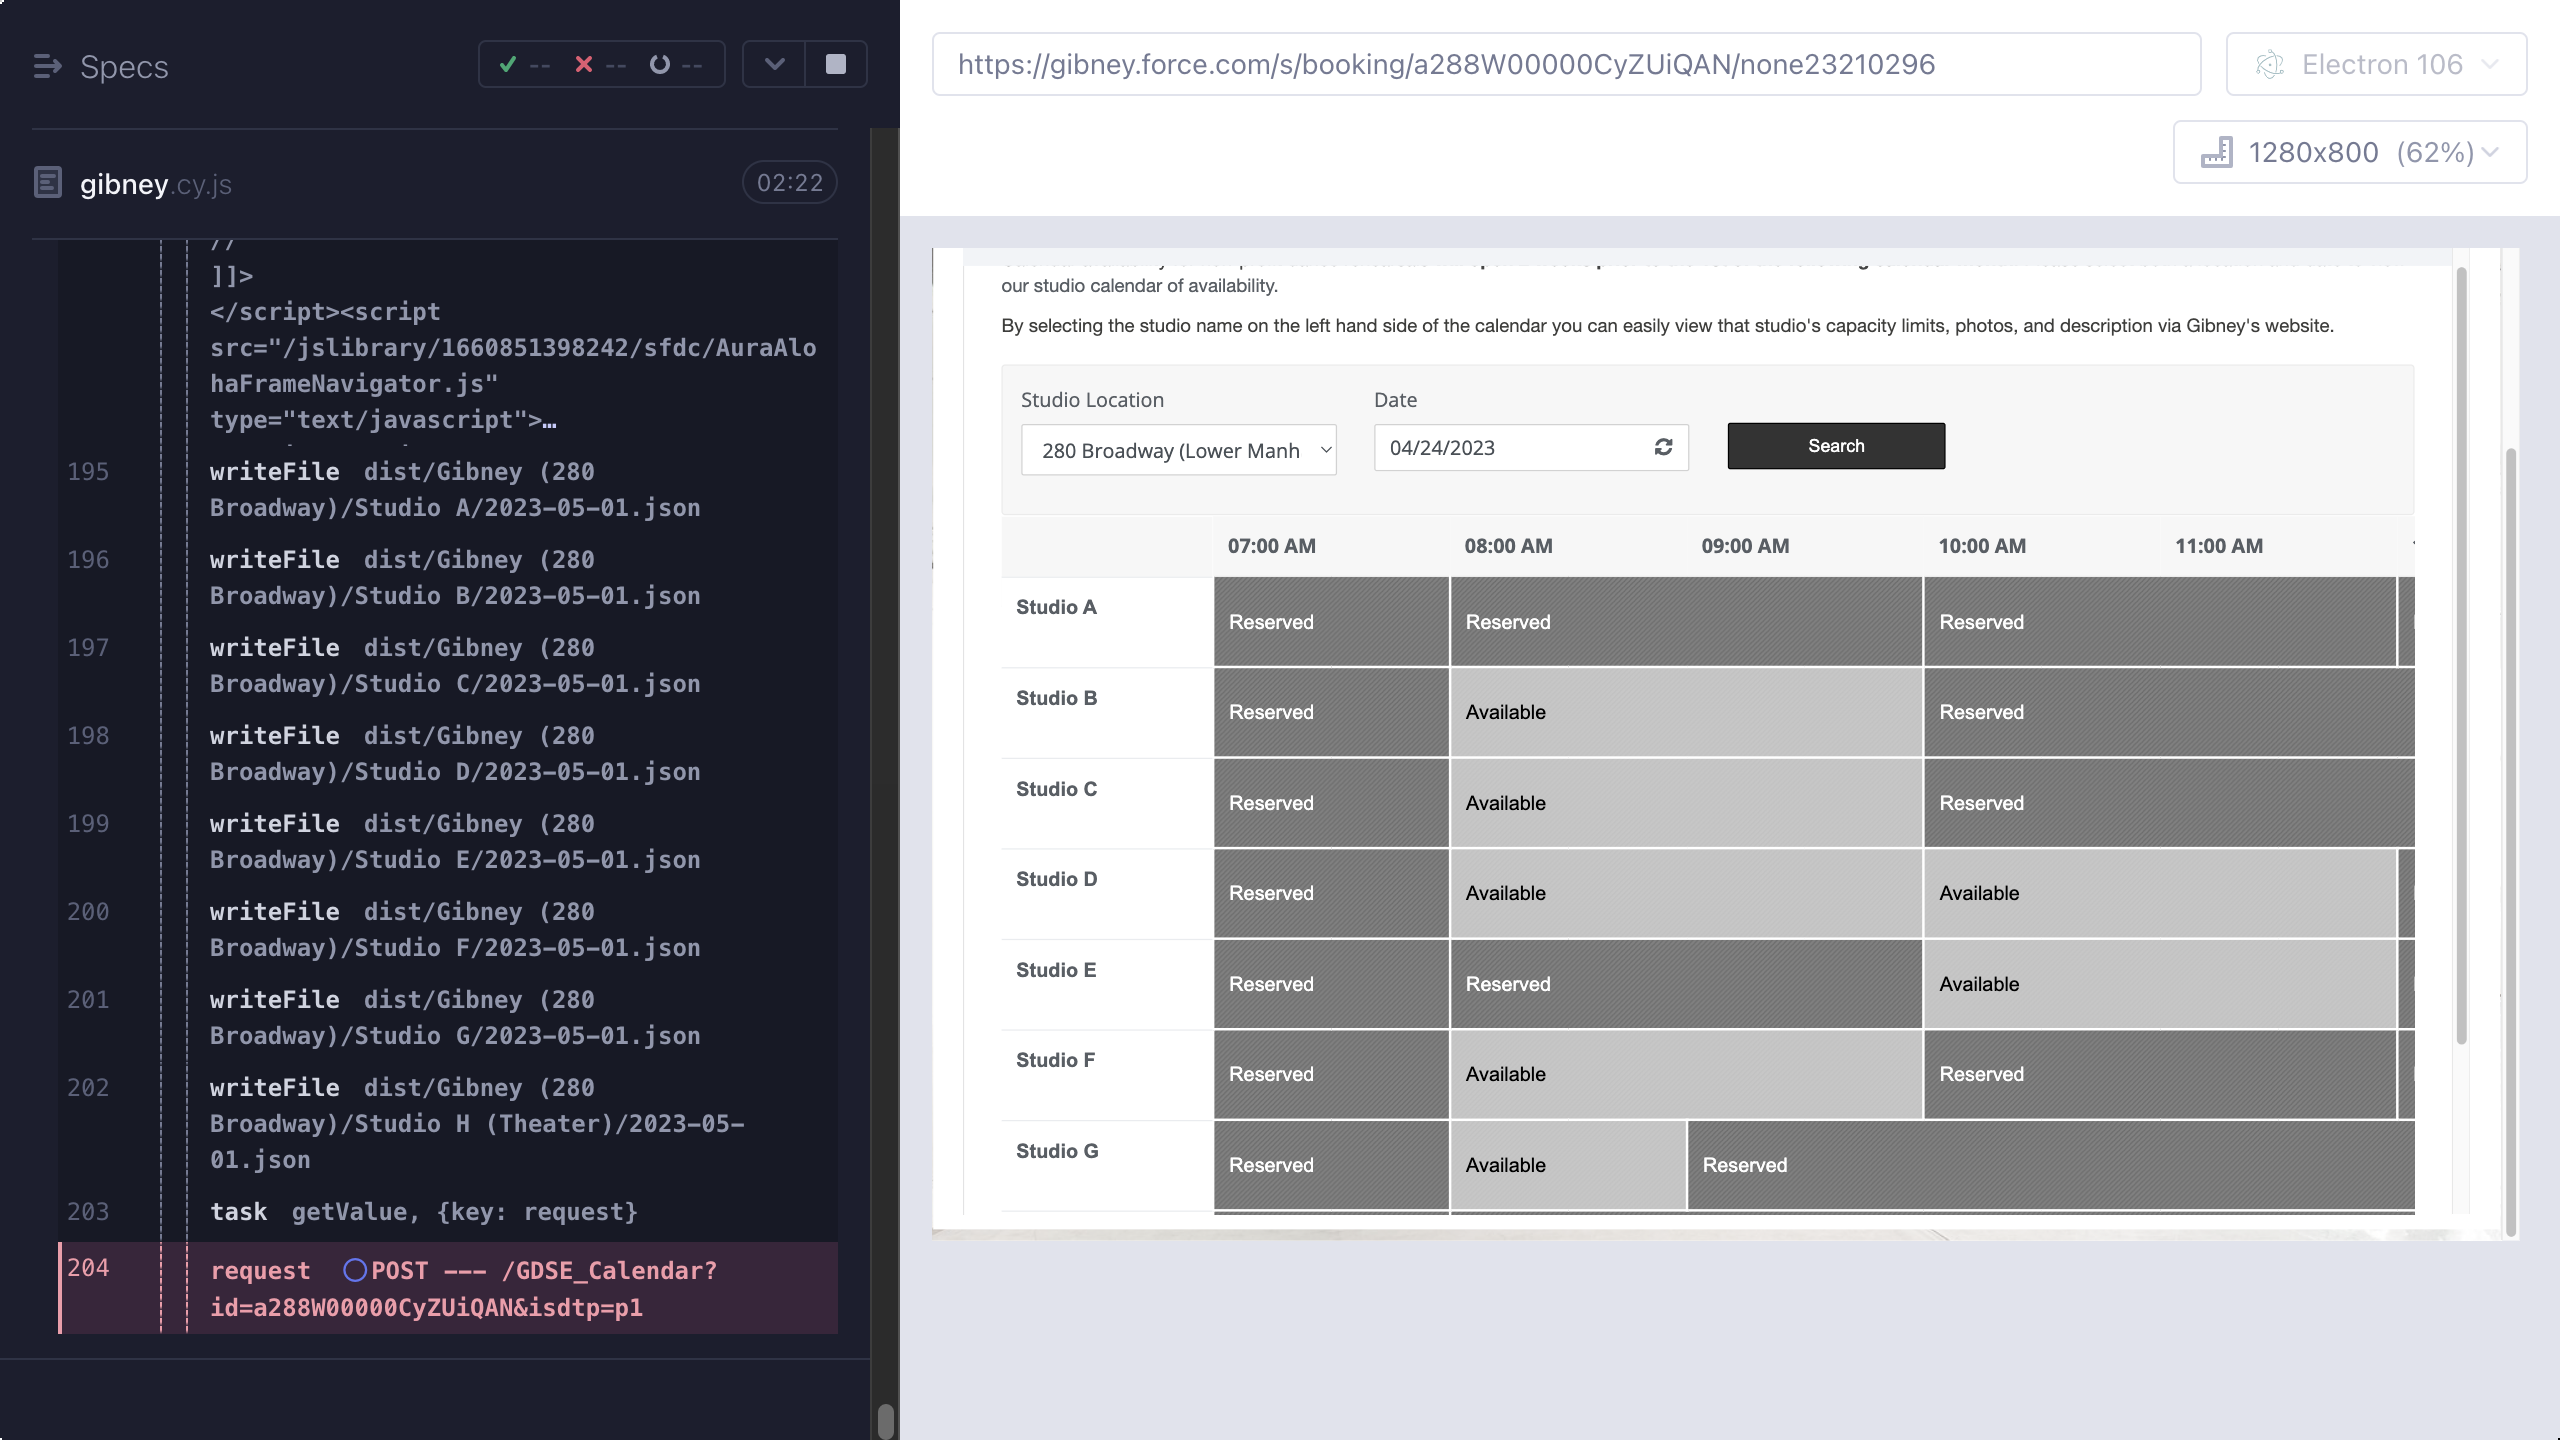 Specs
--
--
--
gibney.cy.js
02:22
//
]]>
</script><script
src="/jslibrary/1660851398242/sfdc/AuraAlo
haFrameNavigator.js"
type="text/javascript">…
195 writeFile dist/Gibney (280
Broadway)/Studio A/2023-05-01.json
196 writeFile dist/Gibney (280
Broadway)/Studio B/2023-05-01.json
197 writeFile dist/Gibney (280
Broadway)/Studio C/2023-05-01.json
198 writeFile dist/Gibney (280
Broadway)/Studio D/2023-05-01.json
199 writeFile dist/Gibney (280
Broadway)/Studio E/2023-05-01.json
200 writeFile dist/Gibney (280
Broadway)/Studio F/2023-05-01.json
201 writeFile dist/Gibney (280
Broadway)/Studio G/2023-05-01.json
202 writeFile dist/Gibney (280
Broadway)/Studio H (Theater)/2023-05-
01.json
203 task getValue, {key: request}
204 request POST --- /GDSE_Calendar?
id=a288W00000CyZUiQAN&isdtp=p1
https://gibney.force.com/s/booking/a288W00000CyZUiQAN/none23210296
Electron 106
1280x800 (62%)
our studio calendar of availability.
By selecting the studio name on the left hand side of the calendar you can easily view that studio's capacity limits, photos, and description via Gibney's website.
Studio Location
Date
280 Broadway (Lower Manh
04/24/2023
Search
07:00 AM 08:00 AM 09:00 AM 10:00 AM 11:00 AM
Studio A Reserved Reserved Reserved
Studio B Reserved Available Reserved
Studio C Reserved Available Reserved
Studio D Reserved Available Available
Studio E Reserved Reserved Available
Studio F Reserved Available Reserved
Studio G Reserved Available Reserved